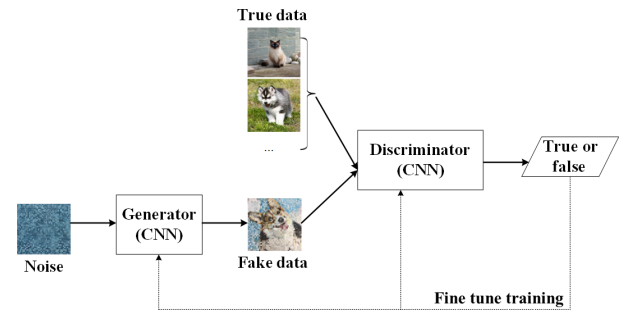 True data
...
Discriminator
(CNN)
True or
false
Generator
(CNN)
Noise
Fake data
Fine tune training